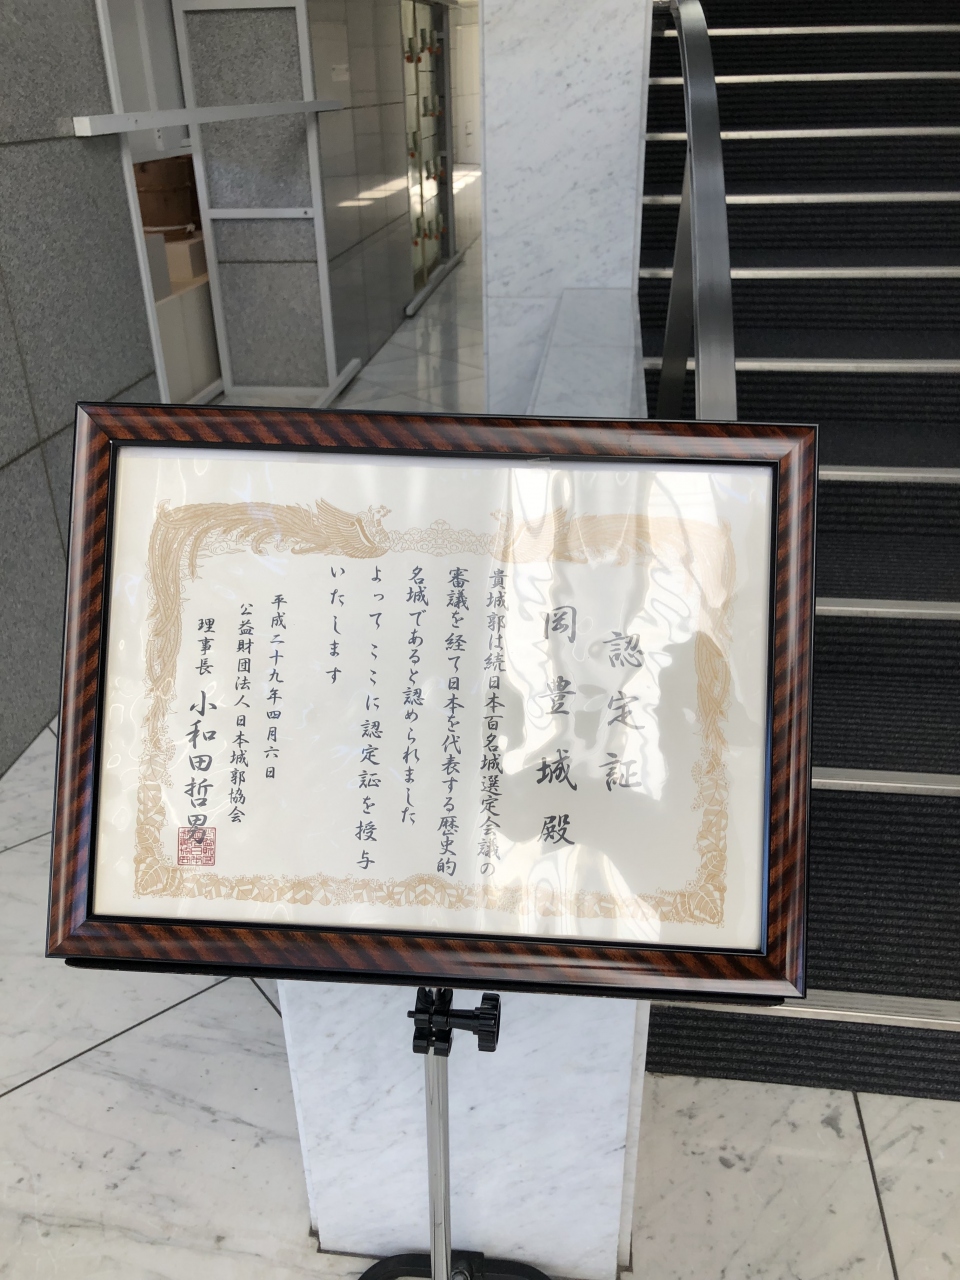 認定証
岡豊城殿
貴城郭は続日本百名城選定会議の
審議を経て日本を代表する歴史的
名城であると認められました
よってここに認定証を授与
いたします
平成二十九年四月六日
公益財団法人日本城郭協会
理事長 小和田哲男